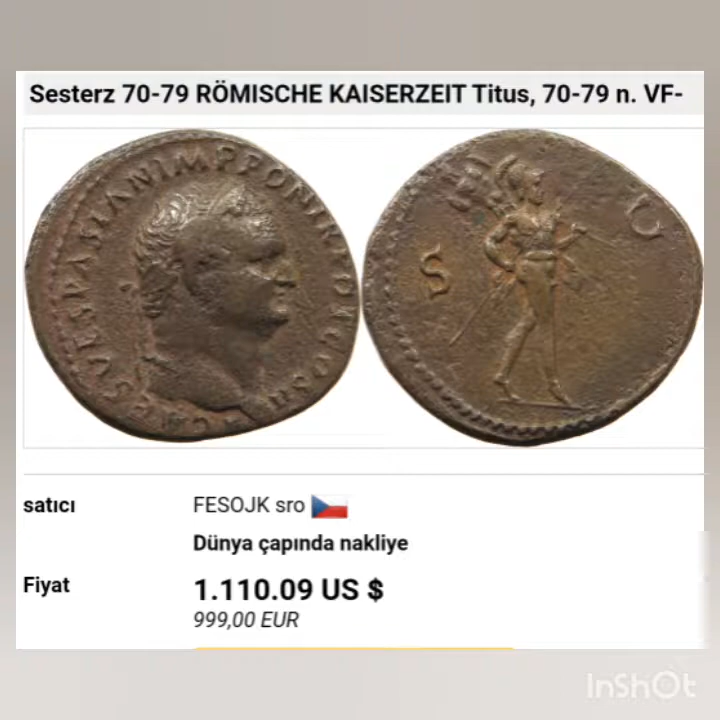 Sesterz 70-79 RÖMISCHE KAISERZEIT Titus, 70-79 n. VF-
S C
satıcı FESOJK sro
Dünya çapında nakliye
Fiyat 1.110.09 US $
999,00 EUR
InShOt